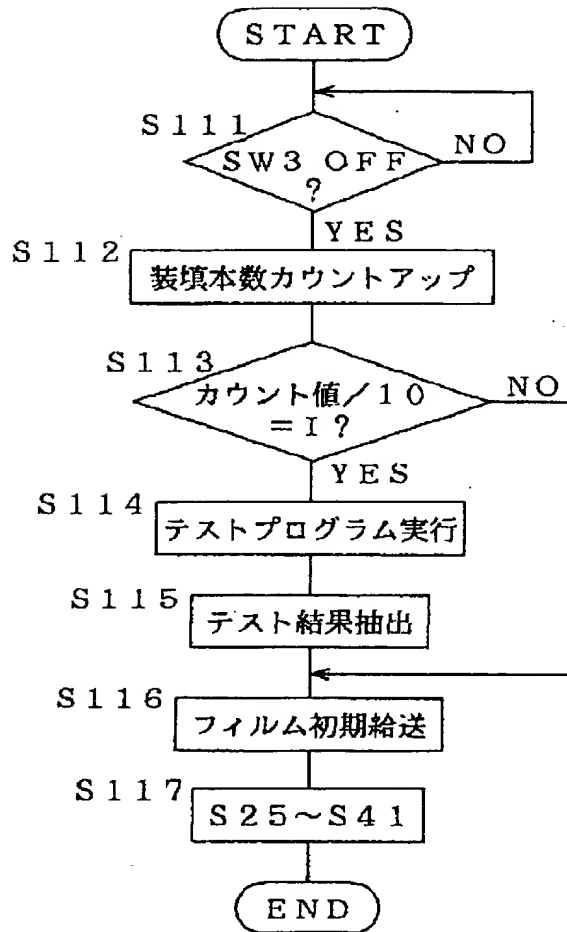 START
S111
SW3 OFF
?
NO
YES
S112
装填本数カウントアップ
S113
カウント値/10
=I?
NO
YES
S114
テストプログラム実行
S115
テスト結果抽出
S116
フィルム初期給送
S117
S25~S41
END